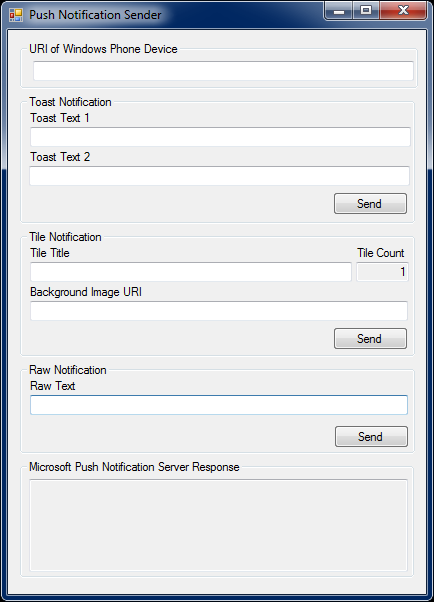 Push Notification Sender
URI of Windows Phone Device
Toast Notification
Toast Text 1
Toast Text 2
Send
Tile Notification
Tile Title Tile Count
1
Background Image URI
Send
Raw Notification
Raw Text
Send
Microsoft Push Notification Server Response